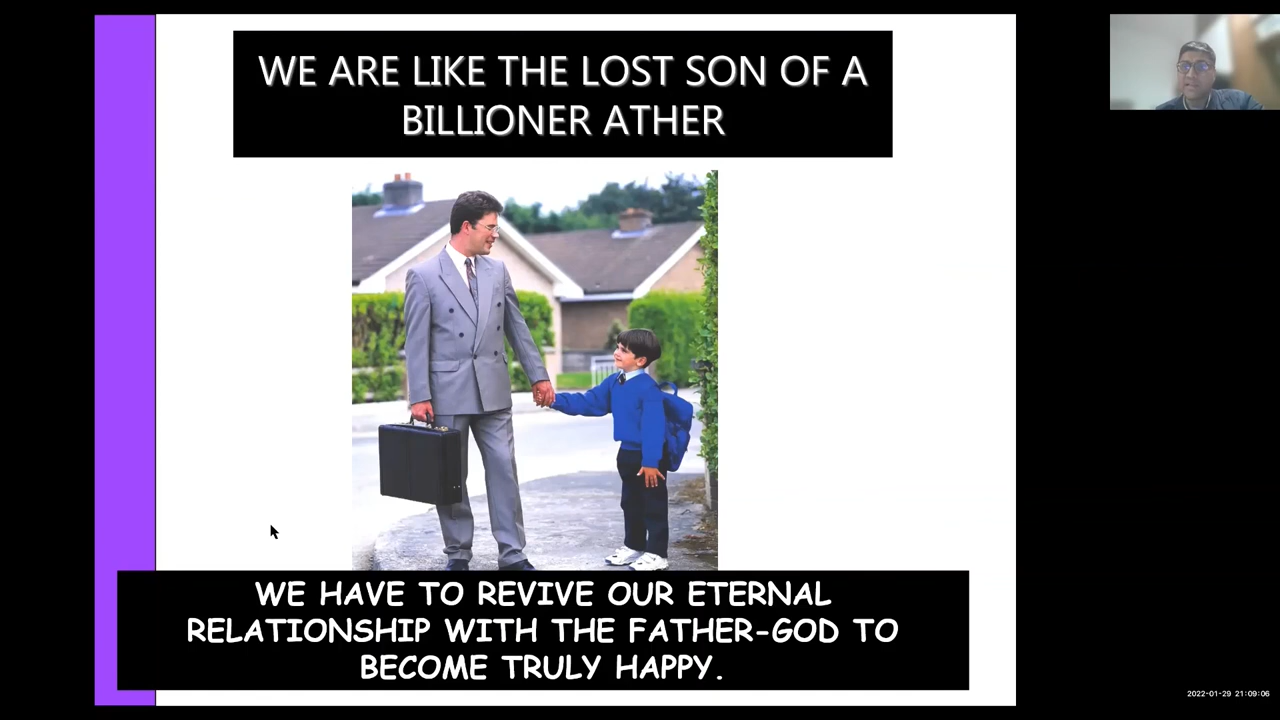 WE ARE LIKE THE LOST SON OF A
BILLIONER ATHER
WE HAVE TO REVIVE OUR ETERNAL
RELATIONSHIP WITH THE FATHER-GOD TO
BECOME TRULY HAPPY.
2022-01-29 21:09:06